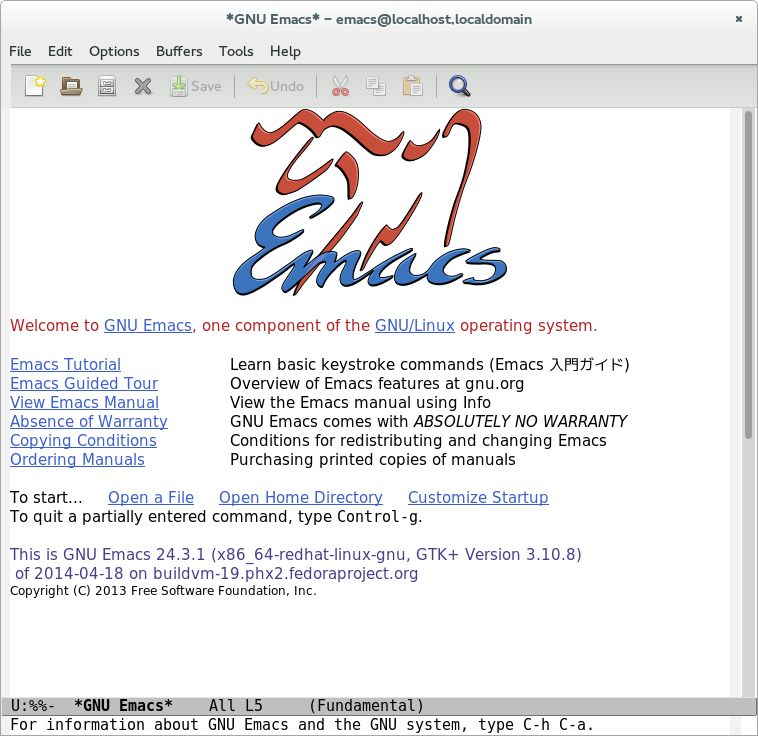 *GNU Emacs* – emacs@localhost.localdomain
File Edit Options Buffers Tools Help
Save Undo
Emacs
Welcome to GNU Emacs, one component of the GNU/Linux operating system.
Emacs Tutorial Learn basic keystroke commands (Emacs 入門ガイド)
Emacs Guided Tour Overview of Emacs features at gnu.org
View Emacs Manual View the Emacs manual using Info
Absence of Warranty GNU Emacs comes with ABSOLUTELY NO WARRANTY
Copying Conditions Conditions for redistributing and changing Emacs
Ordering Manuals Purchasing printed copies of manuals
To start... Open a File Open Home Directory Customize Startup
To quit a partially entered command, type Control-g.
This is GNU Emacs 24.3.1 (x86_64-redhat-linux-gnu, GTK+ Version 3.10.8)
of 2014-04-18 on buildvm-19.phx2.fedoraproject.org
Copyright (C) 2013 Free Software Foundation, Inc.
U:%%- *GNU Emacs* All L5 (Fundamental)
For information about GNU Emacs and the GNU system, type C-h C-a.